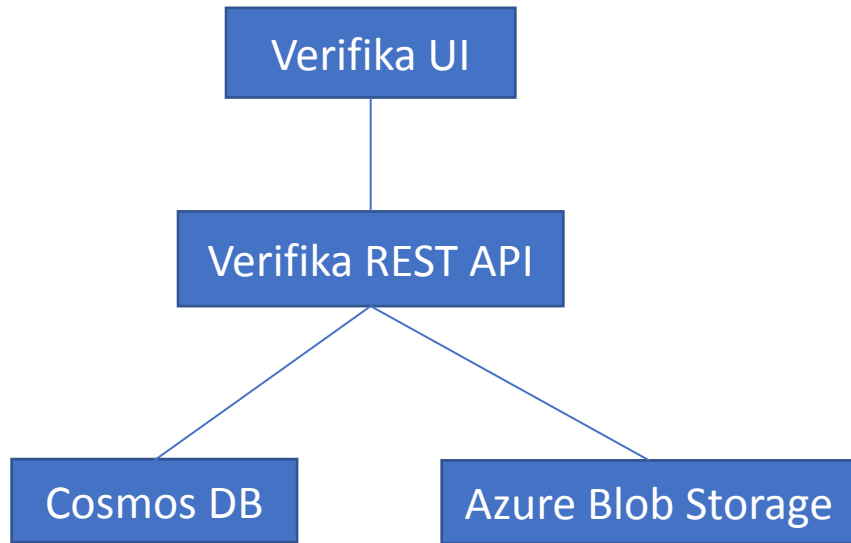 Verifika UI
Verifika REST API
Cosmos DB
Azure Blob Storage